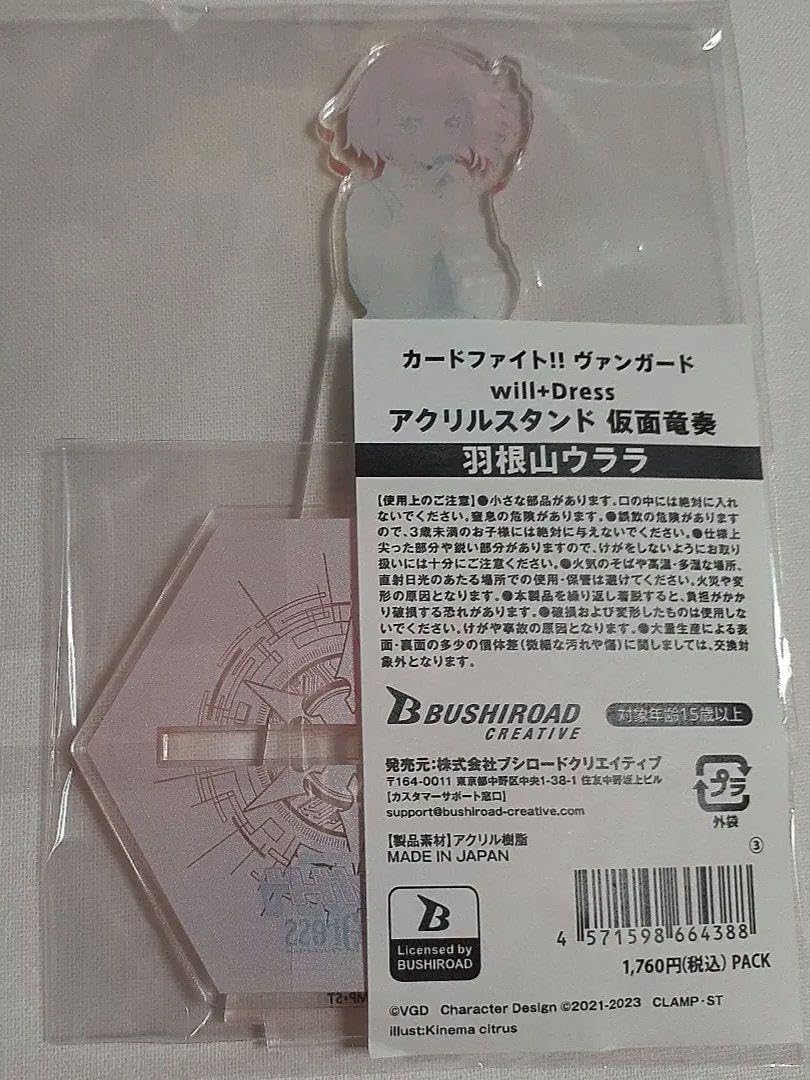 カードファイト!! ヴァンガード
will+Dress
アクリルスタンド 仮面竜奏
羽根山ウララ
【使用上のご注意】●小さな部品があります。口の中には絶対に入れ
ないでください。窒息の危険があります。●誤飲の危険があります
ので、3歳未満のお子様には絶対に与えないでください。●仕様上
尖った部分や鋭い部分がありますので、けがをしないようにお取り
扱いには十分にご注意ください。●火気のそばや高温・多湿な場所、
直射日光のあたる場所での使用・保管は避けてください。火災や変
形の原因となります。●本製品を繰り返し着脱すると、負担がかか
り破損する恐れがあります。●破損および変形したものは使用しな
いでください。けがや事故の原因となります。●大量生産による表
面・裏面の多少の個体差(微細な汚れや傷)に関しましては、交換対
象外となります。
BUSHIROAD
CREATIVE
対象年齢15歳以上
発売元:株式会社ブシロードクリエイティブ
〒164-0011 東京都中野区中央1-38-1 住友中野坂上ビル
【カスタマーサポート窓口】
support@bushiroad-creative.com
プラ
外袋
【製品素材】アクリル樹脂
MADE IN JAPAN
③
Licensed by
BUSHIROAD
4 571598 664388
1,760円(税込) PACK
©VGD Character Design ©2021-2023 CLAMP・ST
illust:Kinema citrus